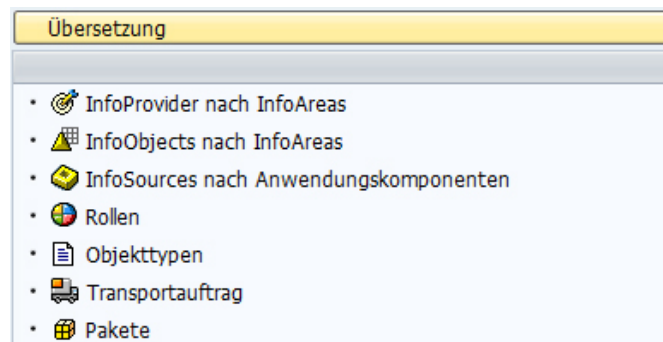 Übersetzung
InfoProvider nach InfoAreas
InfoObjects nach InfoAreas
InfoSources nach Anwendungskomponenten
Rollen
Objekttypen
Transportauftrag
Pakete